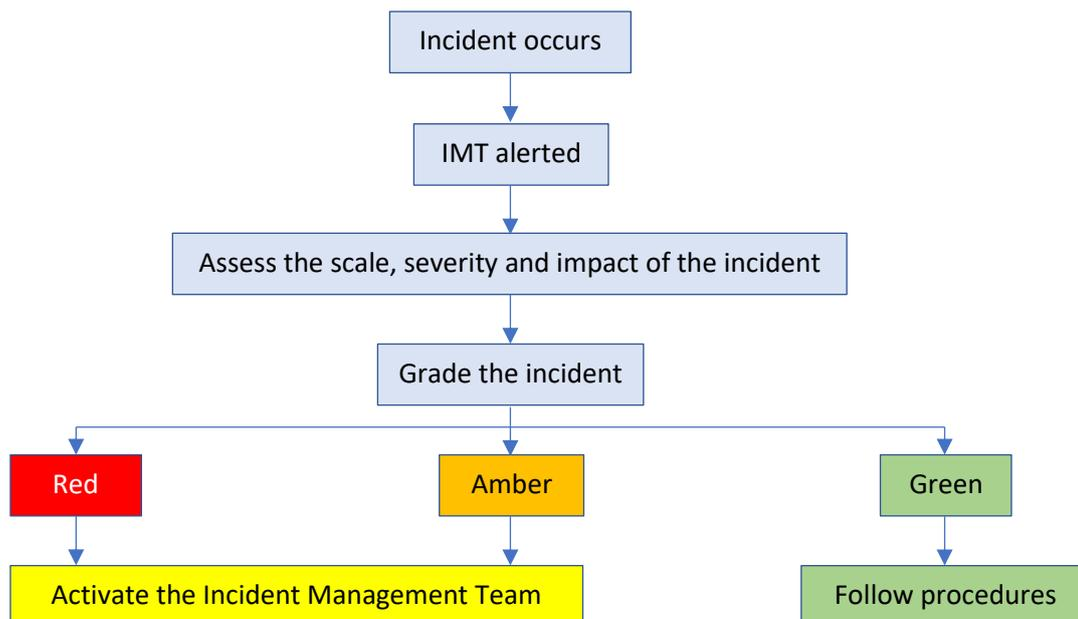 Incident occurs
IMT alerted
Assess the scale, severity and impact of the incident
Grade the incident
Red
Amber
Green
Activate the Incident Management Team
Follow procedures